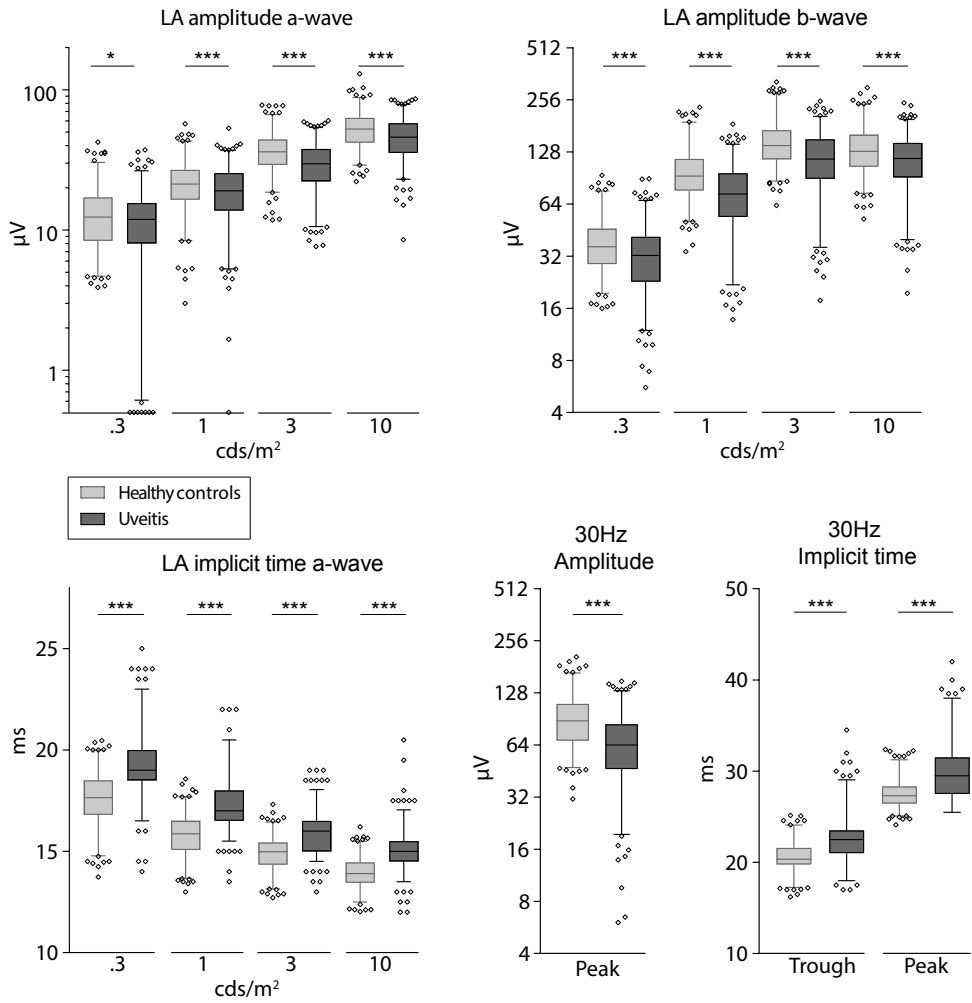 LA amplitude a-wave
* *** *** ***
100
10
1
µV
.3 1 3 10
cds/m²
LA amplitude b-wave
*** *** *** ***
512
256
128
64
32
16
8
4
µV
.3 1 3 10
cds/m²
Healthy controls
Uveitis
LA implicit time a-wave
*** *** *** ***
25
20
15
10
ms
.3 1 3 10
cds/m²
30Hz
Amplitude
***
512
256
128
64
32
16
8
4
µV
Peak
30Hz
Implicit time
*** ***
50
40
30
20
10
ms
Trough Peak